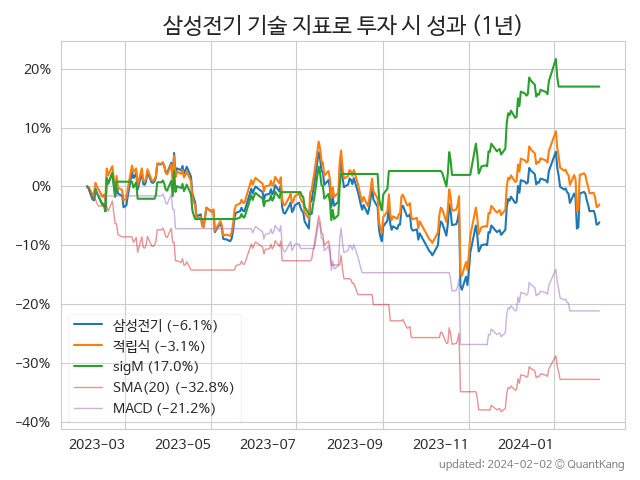 삼성전기 기술 지표로 투자 시 성과 (1년)
20%
10%
0%
−10%
−20%
−30%
−40%
삼성전기 (−6.1%)
적립식 (−3.1%)
sigM (17.0%)
SMA(20) (−32.8%)
MACD (−21.2%)
2023−03
2023−05
2023−07
2023−09
2023−11
2024−01
updated: 2024−02−02 © QuantKang